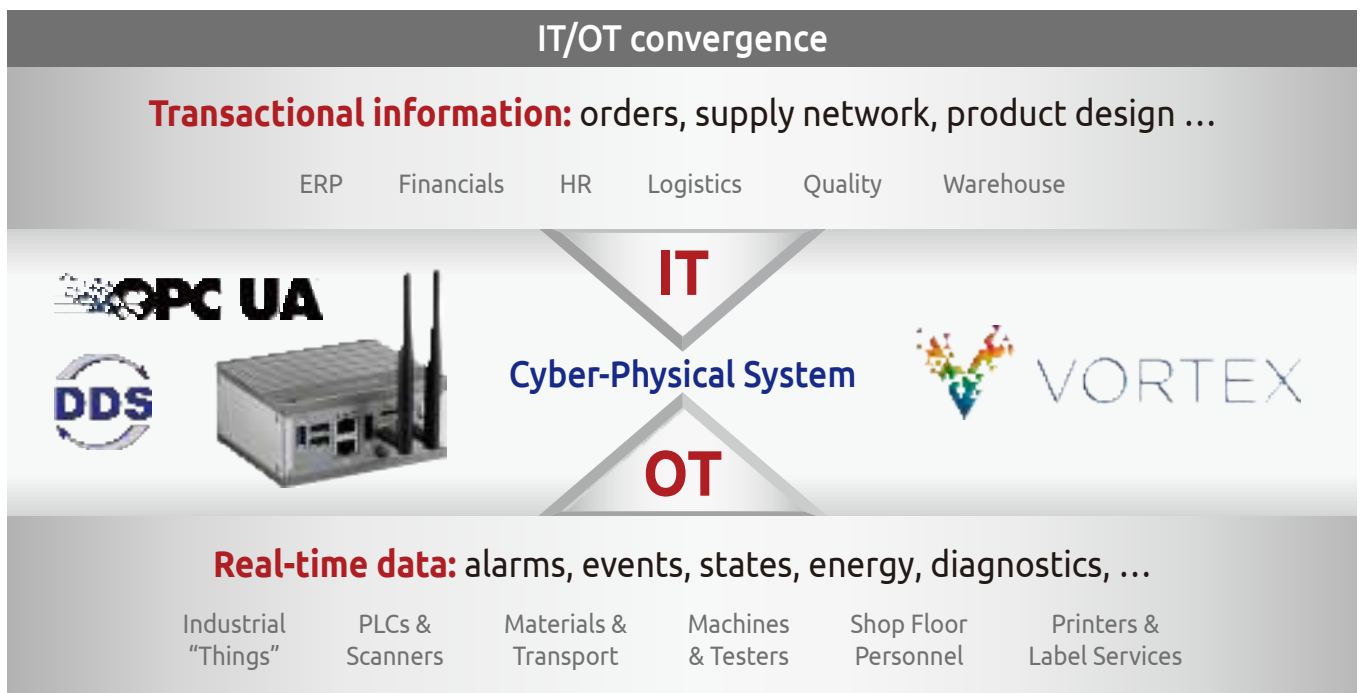 IT/OT convergence
Transactional information: orders, supply network, product design …
ERP Financials HR Logistics Quality Warehouse
IT
OPC UA
DDS
Cyber-Physical System
VORTEX
OT
Real-time data: alarms, events, states, energy, diagnostics, …
Industrial
“Things”
PLCs &
Scanners
Materials &
Transport
Machines
& Testers
Shop Floor
Personnel
Printers &
Label Services